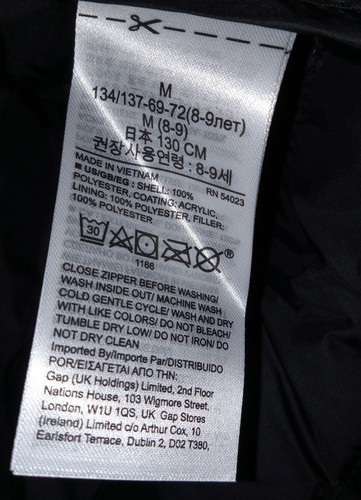 M
134/137-69-72(8-9лет)
M (8-9)
日本 130 CM
권장사용연령 : 8-9세
MADE IN VIETNAM RN 54023
■ US/GB/EG : SHELL: 100%
POLYESTER, COATING: ACRYLIC,
LINING: 100% POLYESTER, FILLER:
100% POLYESTER
30 ®
1166
CLOSE ZIPPER BEFORE WASHING/
WASH INSIDE OUT/ MACHINE WASH
COLD GENTLE CYCLE/ WASH AND DRY
WITH LIKE COLORS/ DO NOT BLEACH/
TUMBLE DRY LOW/ DO NOT IRON/ DO
NOT DRY CLEAN
Imported By/Importe Par/DISTRIBUIDO
POR/ΕΙΣΑΓΕΤΑΙ ΑΠΟ ΤΗΝ:
Gap (UK Holdings) Limited, 2nd Floor
Nations House, 103 Wigmore Street,
London, W1U 1QS, UK Gap Stores
(Ireland) Limited c/o Arthur Cox, 10
Earlsfort Terrace, Dublin 2, D02 T380,